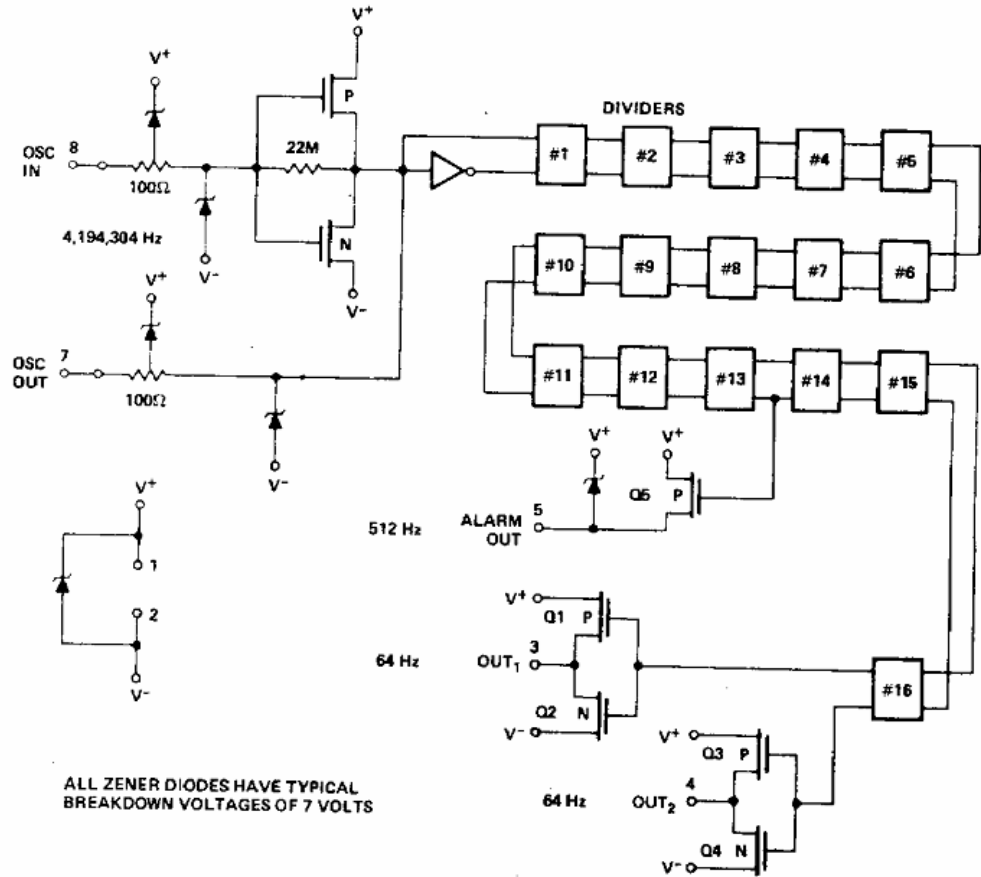 V+
V+
P
DIVIDERS
OSC IN
8
100Ω
22M
N
#1
#2
#3
#4
#5
4,194,304 Hz
V-
V+
V-
#10
#9
#8
#7
#6
OSC OUT
7
100Ω
V-
#11
#12
#13
#14
#15
V+
1
2
V-
V+
V+
Q5
P
512 Hz
ALARM OUT
5
V+
Q1
P
64 Hz
OUT1
3
Q2
N
V-
#16
V+
Q3
P
64 Hz
OUT2
4
Q4
N
V-
ALL ZENER DIODES HAVE TYPICAL
BREAKDOWN VOLTAGES OF 7 VOLTS